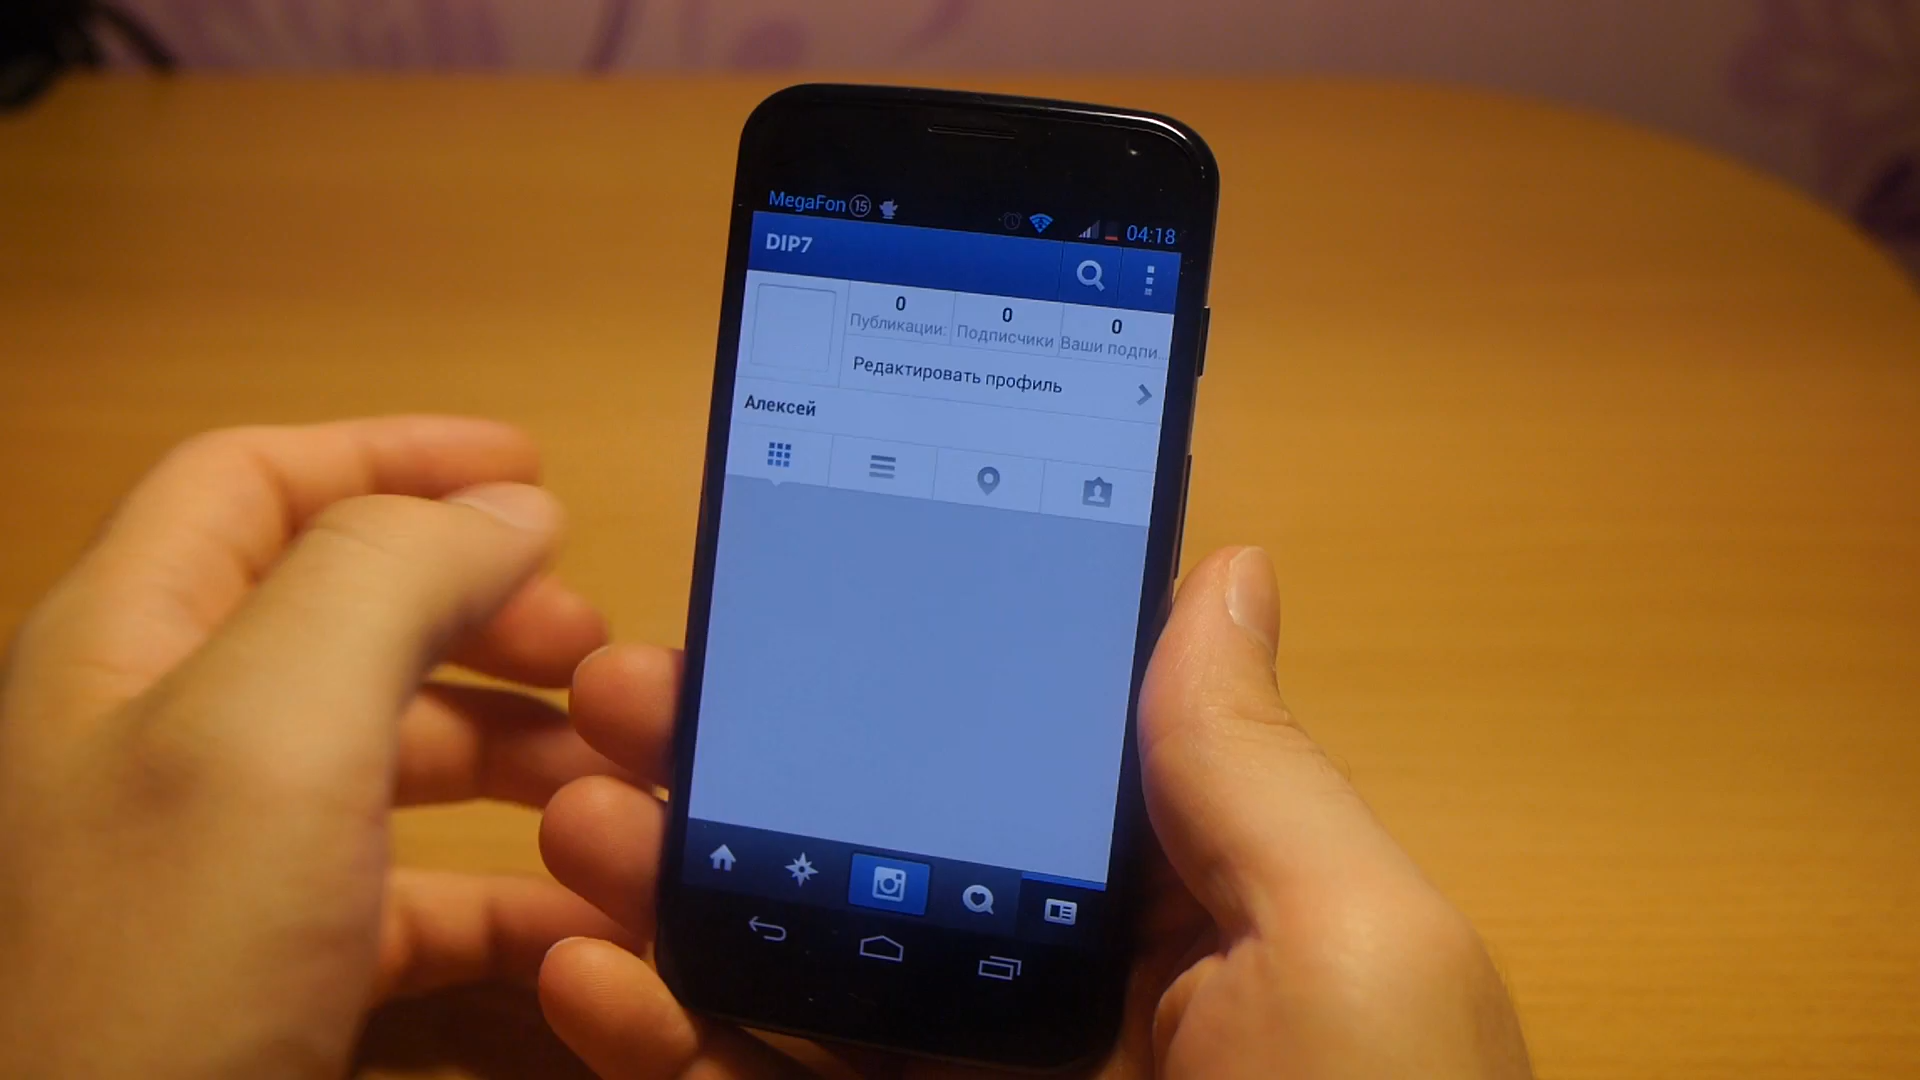 MegaFon 15 04:18
DIP7
0 0 0
Публикации: Подписчики Ваши подпи...
Редактировать профиль
Алексей